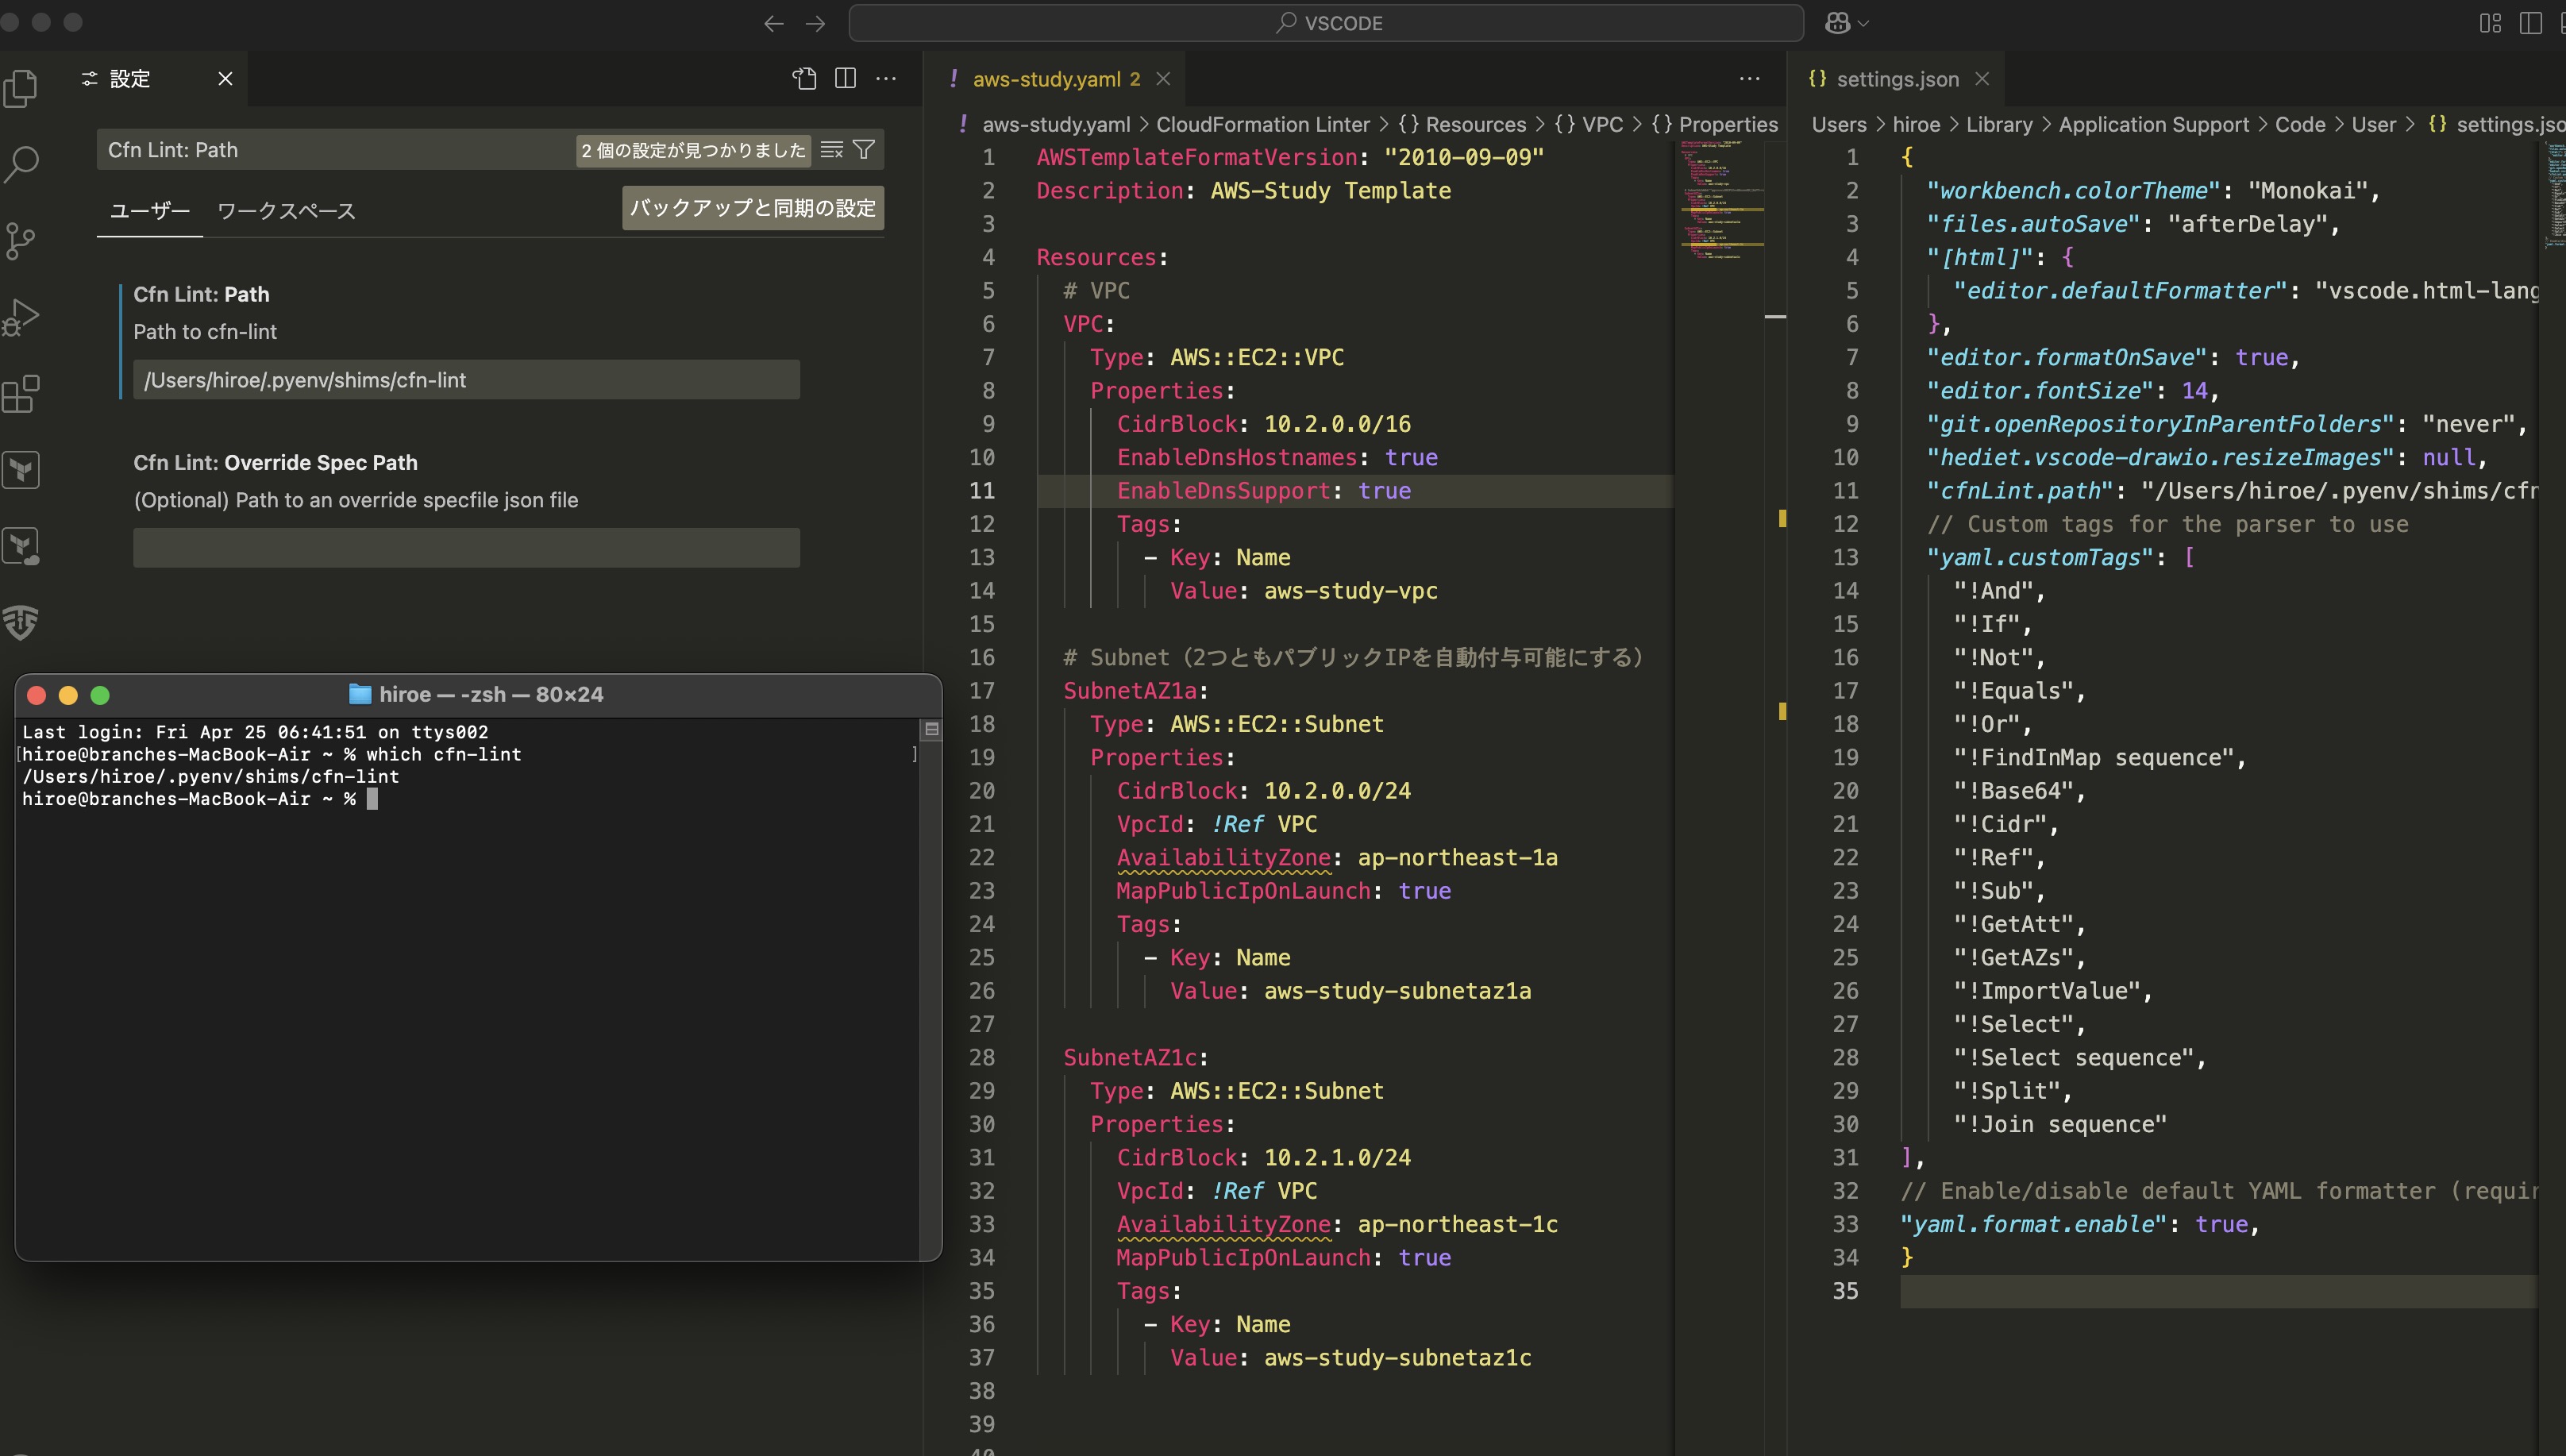 VSCODE
設定
Cfn Lint: Path
2 個の設定が見つかりました
ユーザー
ワークスペース
バックアップと同期の設定
Cfn Lint: Path
Path to cfn-lint
/Users/hiroe/.pyenv/shims/cfn-lint
Cfn Lint: Override Spec Path
(Optional) Path to an override specfile json file
hiroe — -zsh — 80×24
Last login: Fri Apr 25 06:41:51 on ttys002
[hiroe@branches-MacBook-Air ~ % which cfn-lint ]
/Users/hiroe/.pyenv/shims/cfn-lint
hiroe@branches-MacBook-Air ~ %
! aws-study.yaml 2
! aws-study.yaml > CloudFormation Linter > {} Resources > {} VPC > {} Properties
1 AWSTemplateFormatVersion: "2010-09-09"
2 Description: AWS-Study Template
3
4 Resources:
5 # VPC
6 VPC:
7 Type: AWS::EC2::VPC
8 Properties:
9 CidrBlock: 10.2.0.0/16
10 EnableDnsHostnames: true
11 EnableDnsSupport: true
12 Tags:
13 - Key: Name
14 Value: aws-study-vpc
15
16 # Subnet（2つともパブリックIPを自動付与可能にする）
17 SubnetAZ1a:
18 Type: AWS::EC2::Subnet
19 Properties:
20 CidrBlock: 10.2.0.0/24
21 VpcId: !Ref VPC
22 AvailabilityZone: ap-northeast-1a
23 MapPublicIpOnLaunch: true
24 Tags:
25 - Key: Name
26 Value: aws-study-subnetaz1a
27
28 SubnetAZ1c:
29 Type: AWS::EC2::Subnet
30 Properties:
31 CidrBlock: 10.2.1.0/24
32 VpcId: !Ref VPC
33 AvailabilityZone: ap-northeast-1c
34 MapPublicIpOnLaunch: true
35 Tags:
36 - Key: Name
37 Value: aws-study-subnetaz1c
38
39
40
{} settings.json
Users > hiroe > Library > Application Support > Code > User > {} settings.jso
1 {
2 "workbench.colorTheme": "Monokai",
3 "files.autoSave": "afterDelay",
4 "[html]": {
5 "editor.defaultFormatter": "vscode.html-lang
6 },
7 "editor.formatOnSave": true,
8 "editor.fontSize": 14,
9 "git.openRepositoryInParentFolders": "never",
10 "hediet.vscode-drawio.resizeImages": null,
11 "cfnLint.path": "/Users/hiroe/.pyenv/shims/cfn
12 // Custom tags for the parser to use
13 "yaml.customTags": [
14 "!And",
15 "!If",
16 "!Not",
17 "!Equals",
18 "!Or",
19 "!FindInMap sequence",
20 "!Base64",
21 "!Cidr",
22 "!Ref",
23 "!Sub",
24 "!GetAtt",
25 "!GetAZs",
26 "!ImportValue",
27 "!Select",
28 "!Select sequence",
29 "!Split",
30 "!Join sequence"
31 ],
32 // Enable/disable default YAML formatter (requir
33 "yaml.format.enable": true,
34 }
35